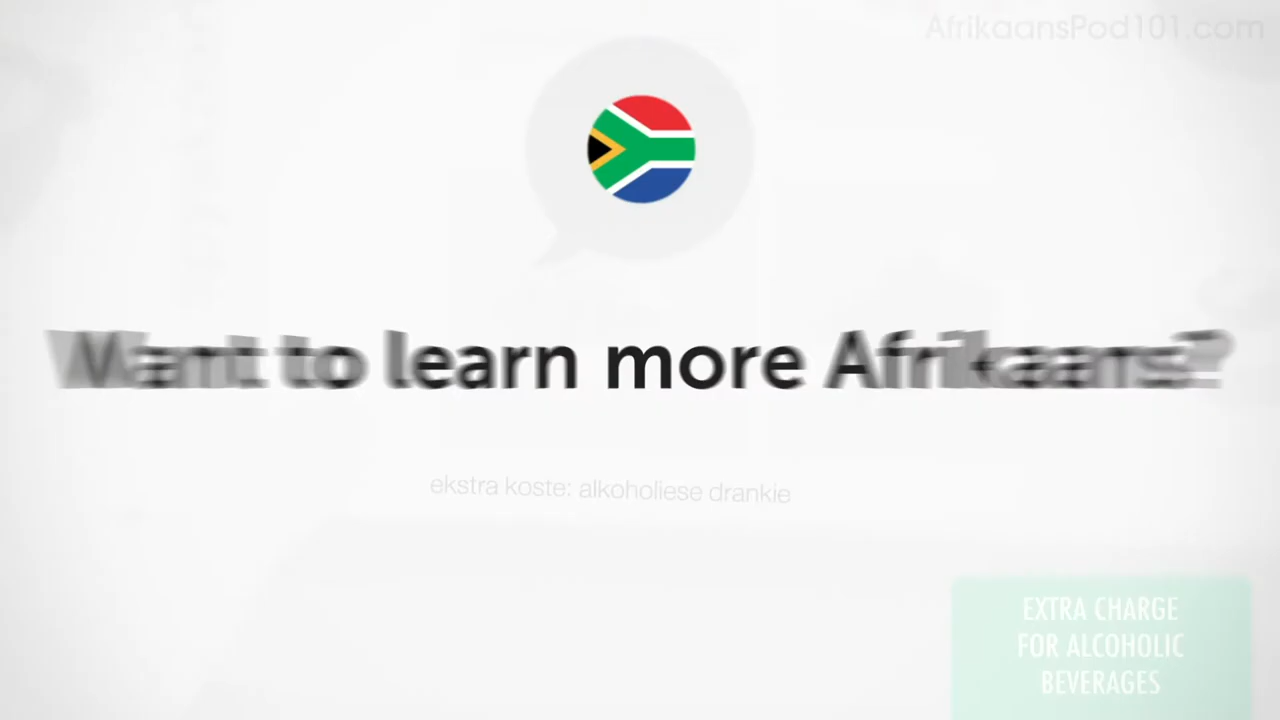 AfrikaansPod101.com
Want to learn more Afrikaans?
ekstra koste: alkoholiese drankie
EXTRA CHARGE
FOR ALCOHOLIC
BEVERAGES